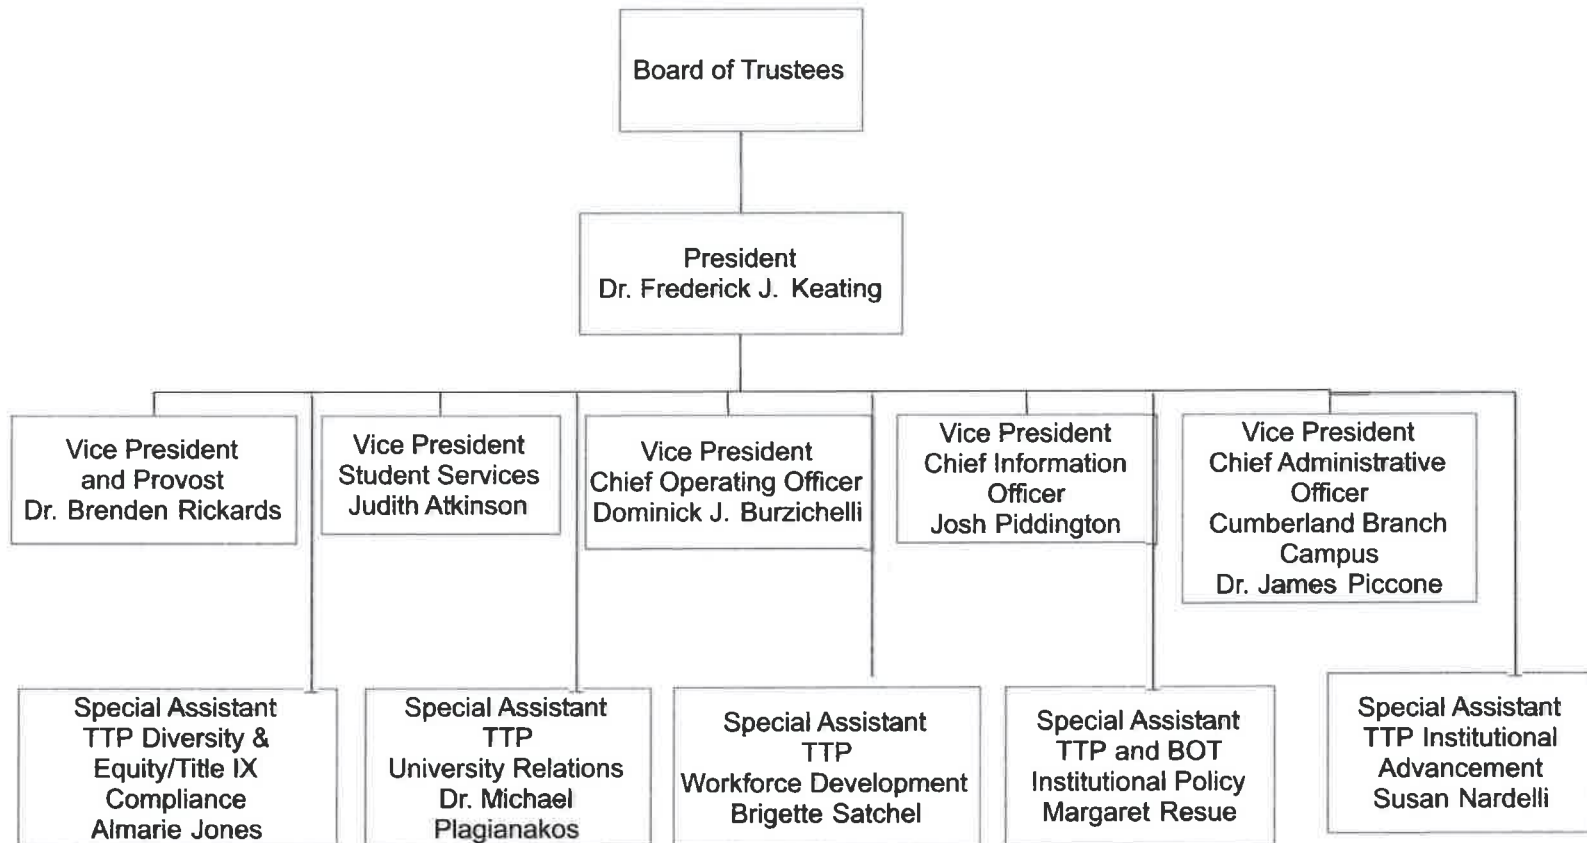 Board of Trustees
President
Dr. Frederick J. Keating
Vice President
and Provost
Dr. Brenden Rickards
Vice President
Student Services
Judith Atkinson
Vice President
Chief Operating Officer
Dominick J. Burzichelli
Vice President
Chief Information
Officer
Josh Piddington
Vice President
Chief Administrative
Officer
Cumberland Branch
Campus
Dr. James Piccone
Special Assistant
TTP Diversity &
Equity/Title IX
Compliance
Almarie Jones
Special Assistant
TTP
University Relations
Dr. Michael
Plagianakos
Special Assistant
TTP
Workforce Development
Brigette Satchel
Special Assistant
TTP and BOT
Institutional Policy
Margaret Resue
Special Assistant
TTP Institutional
Advancement
Susan Nardelli